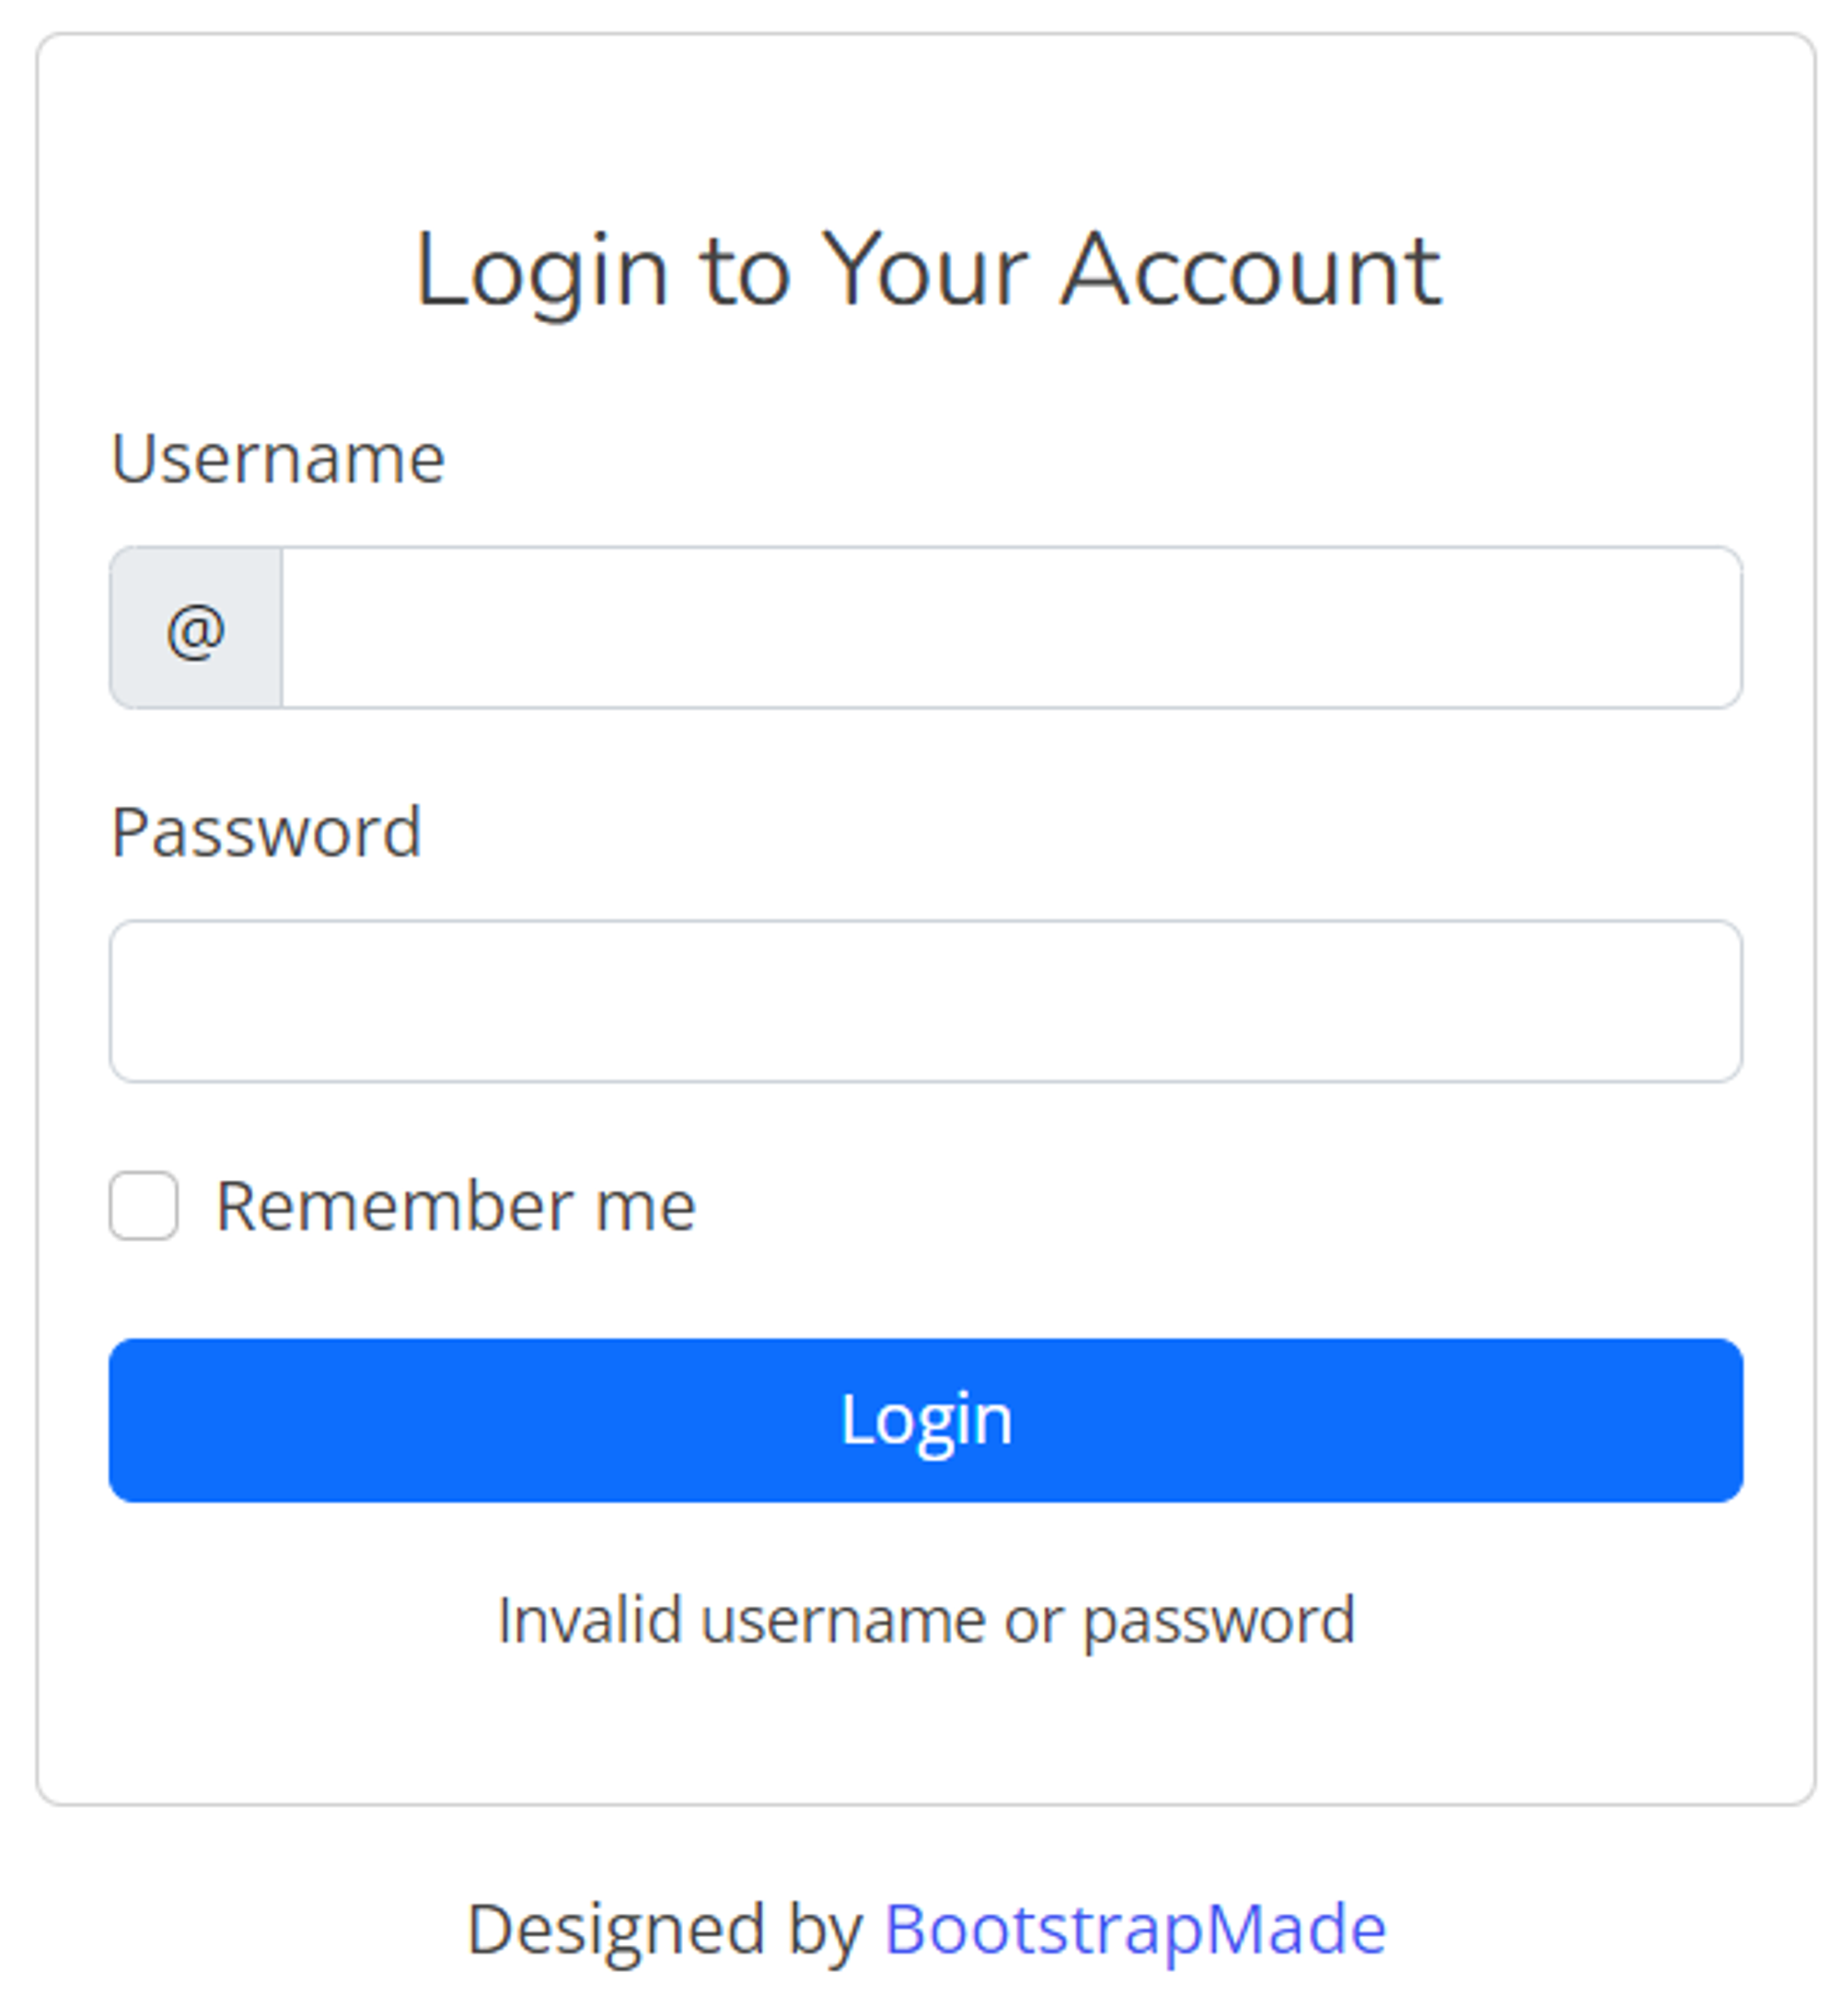 Login to Your Account
Username
@
Password
Remember me
Login
Invalid username or password
Designed by BootstrapMade